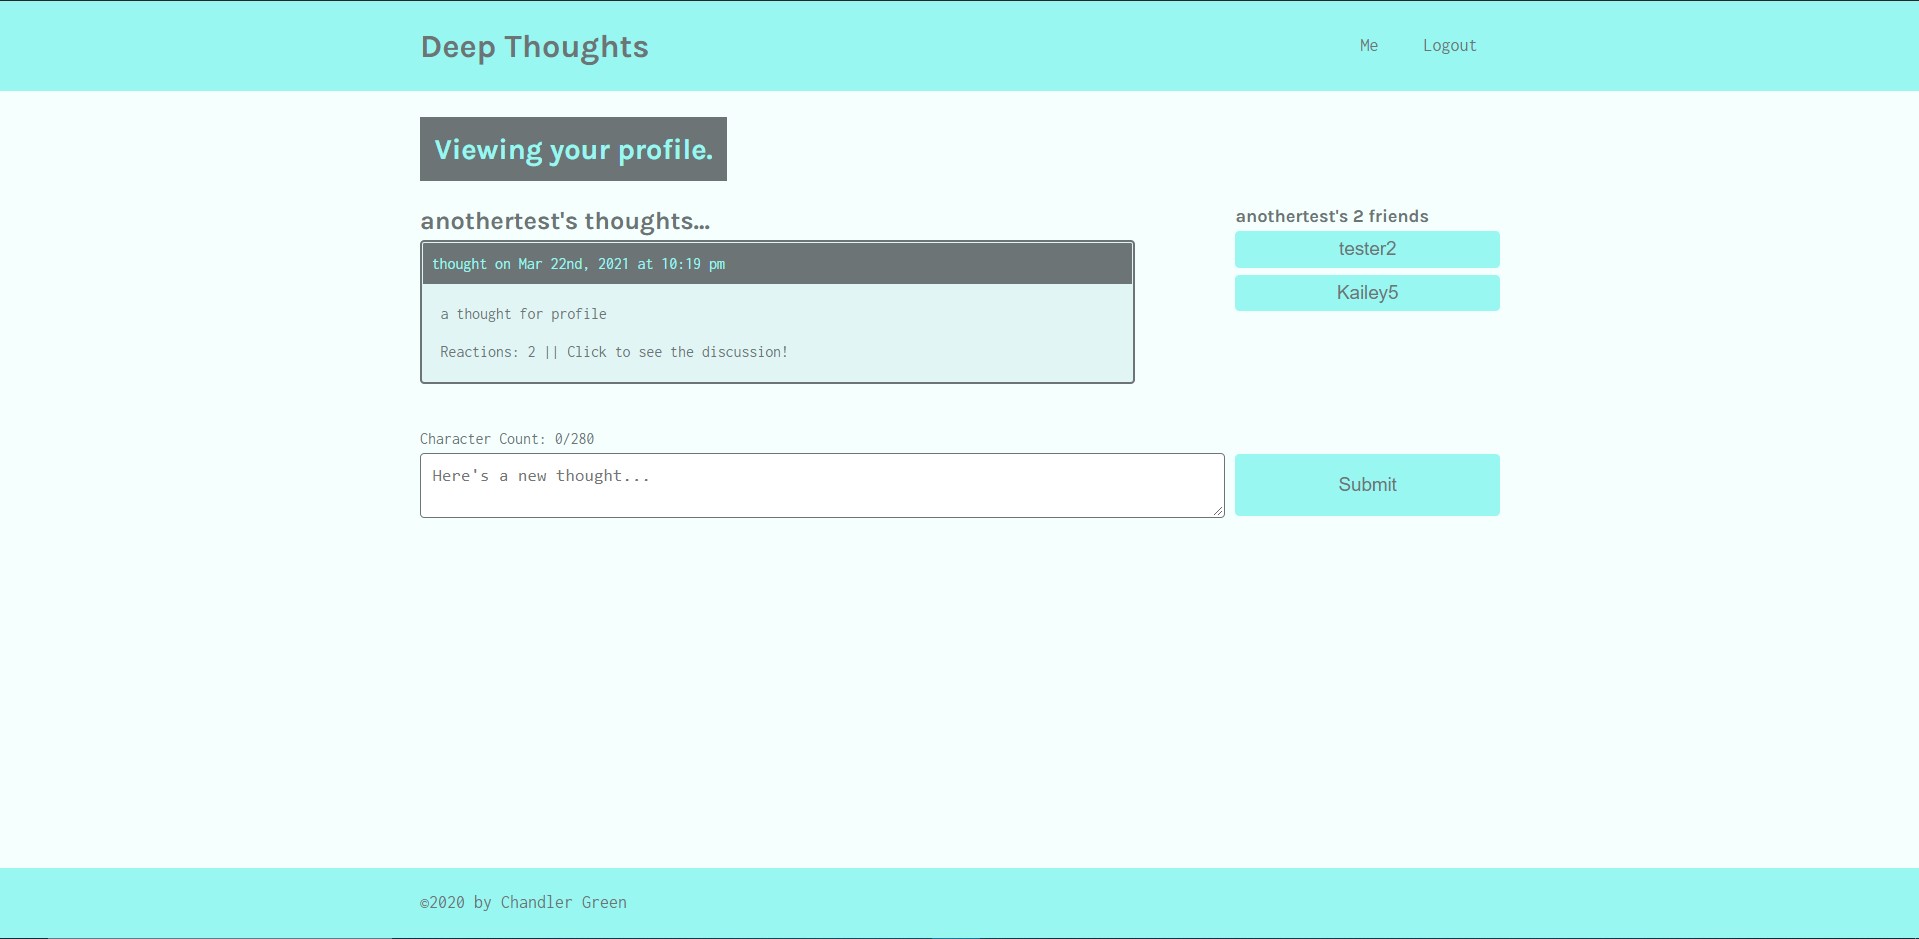 Deep Thoughts
Me
Logout
Viewing your profile.
anothertest's thoughts...
thought on Mar 22nd, 2021 at 10:19 pm
a thought for profile
Reactions: 2 || Click to see the discussion!
anothertest's 2 friends
tester2
Kailey5
Character Count: 0/280
Here's a new thought...
Submit
©2020 by Chandler Green